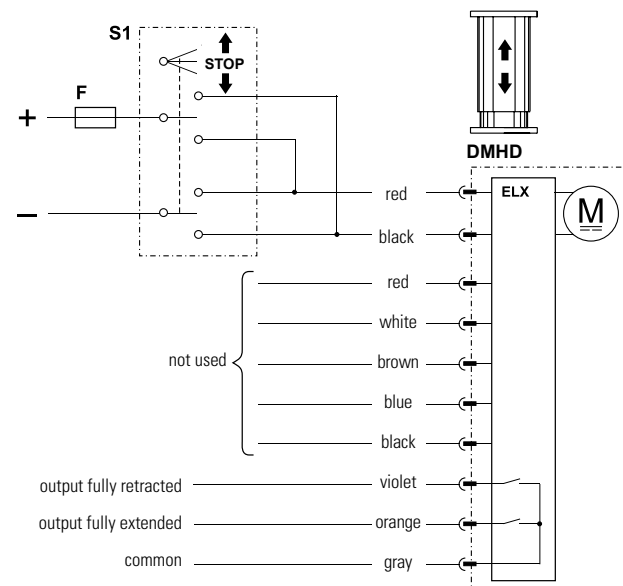 S1
STOP
F
+
−
DMHD
ELX
M
red
black
red
white
not used
brown
blue
black
output fully retracted violet
output fully extended orange
common gray